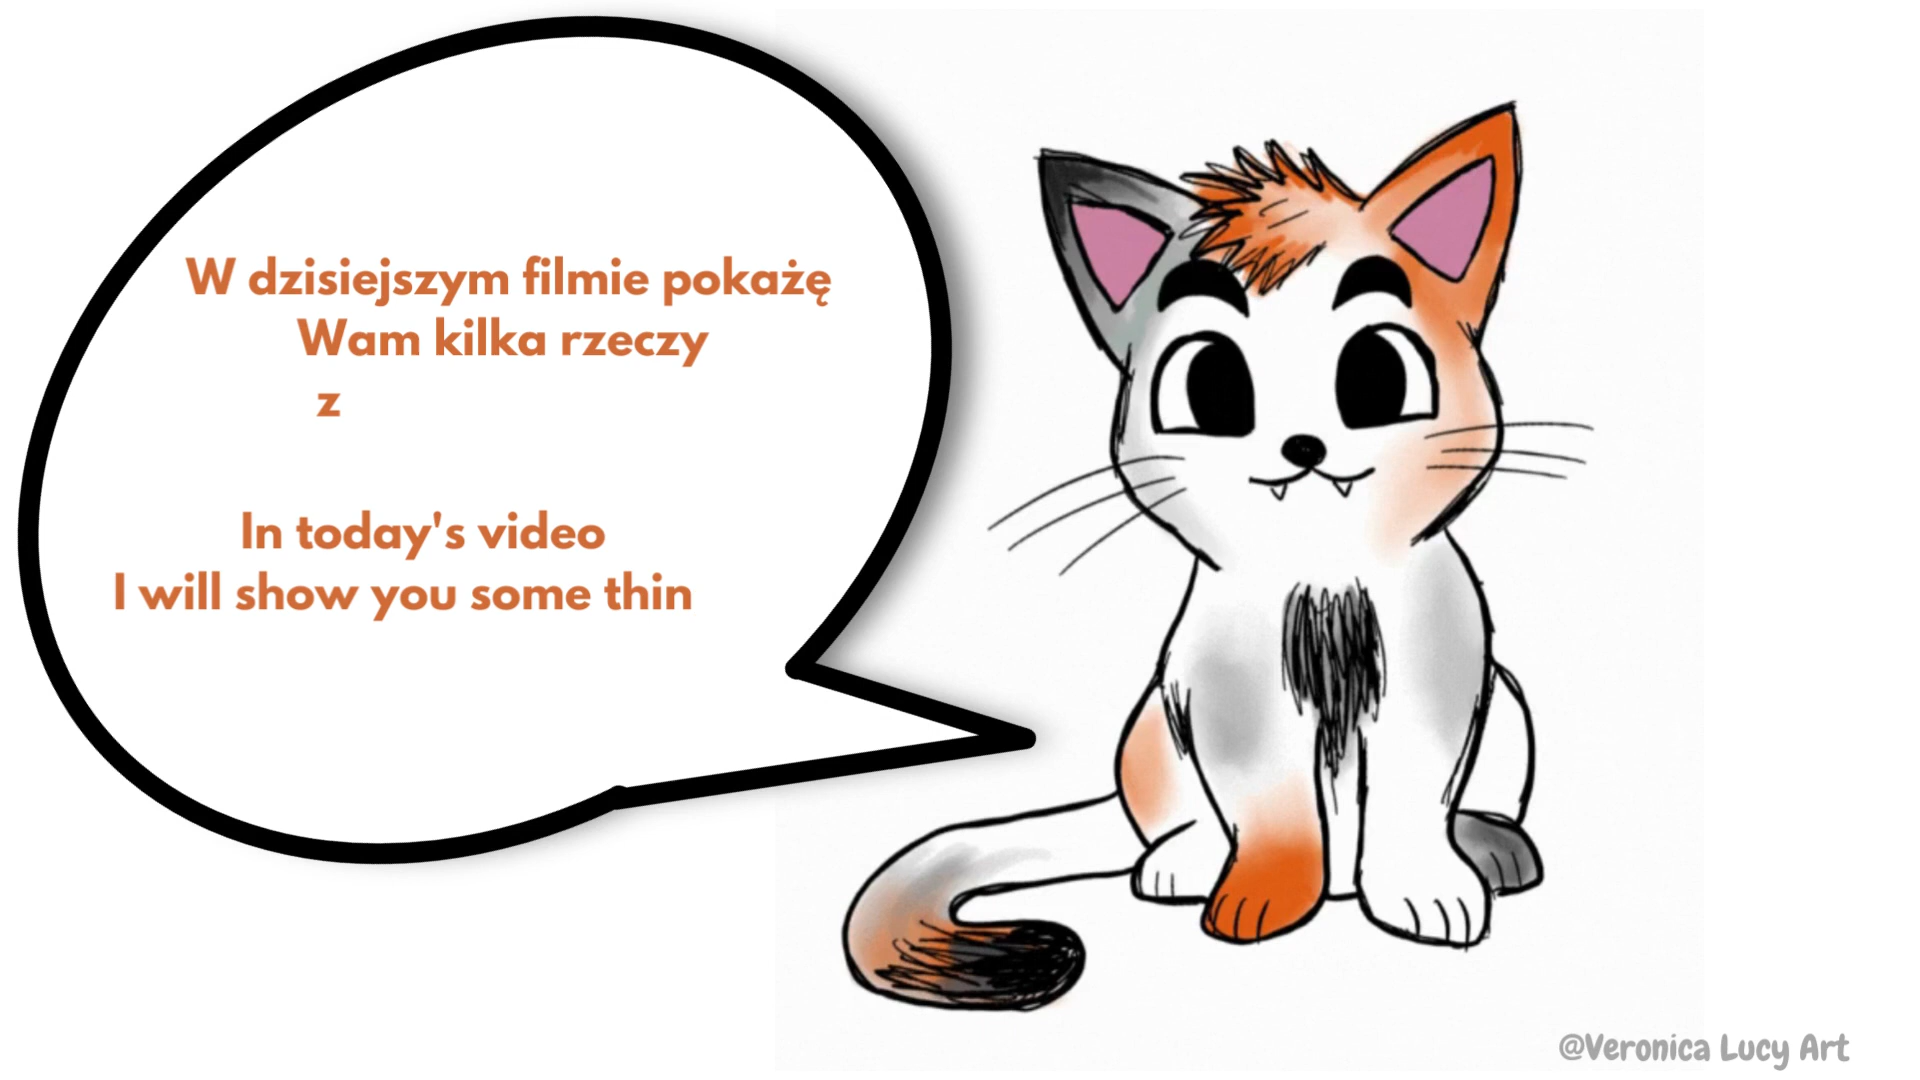 W dzisiejszym filmie pokażę
Wam kilka rzeczy
z
In today's video
I will show you some thin
@Veronica Lucy Art